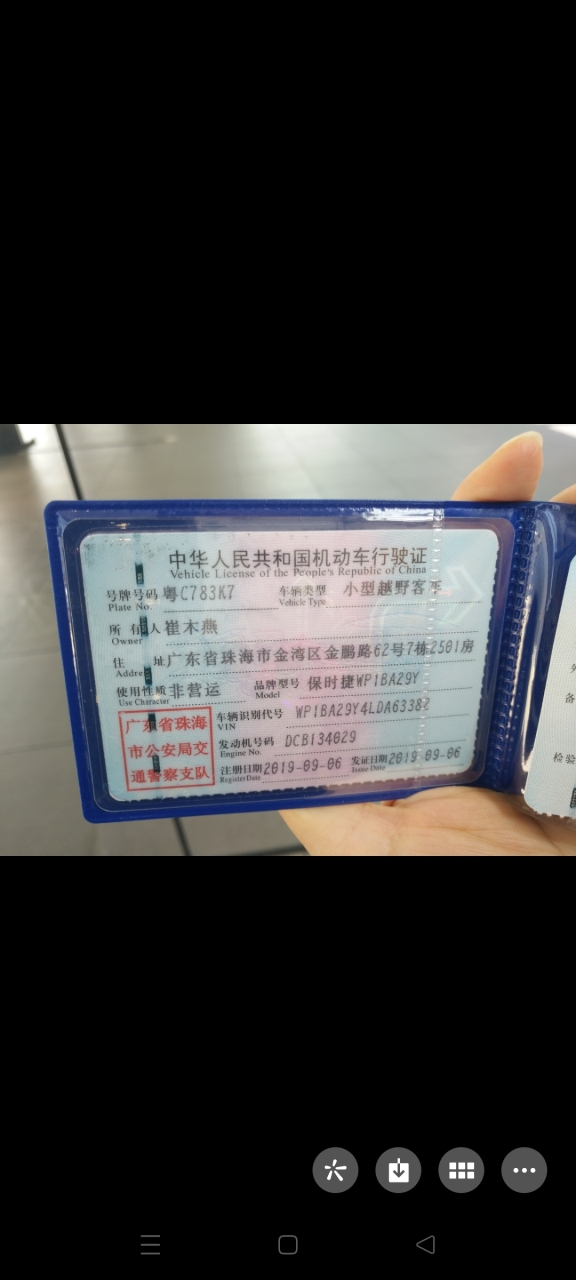 中华人民共和国机动车行驶证
Vehicle License of the People's Republic of China
号牌号码 粤C783K7 车辆类型 小型越野客车
Plate No. Vehicle Type
所有人 崔木燕
Owner
住址 广东省珠海市金湾区金鹏路62号7栋2501房
Address
使用性质 非营运 品牌型号 保时捷WP1BA29Y
Use Character Model
广东省珠海
市公安局交
通警察支队
车辆识别代号 WP1BA29Y4LDA63382
VIN
发动机号码 DCB134029
Engine No.
注册日期 2019-09-06 发证日期 2019-09-06
Register Date Issue Date
备
检验